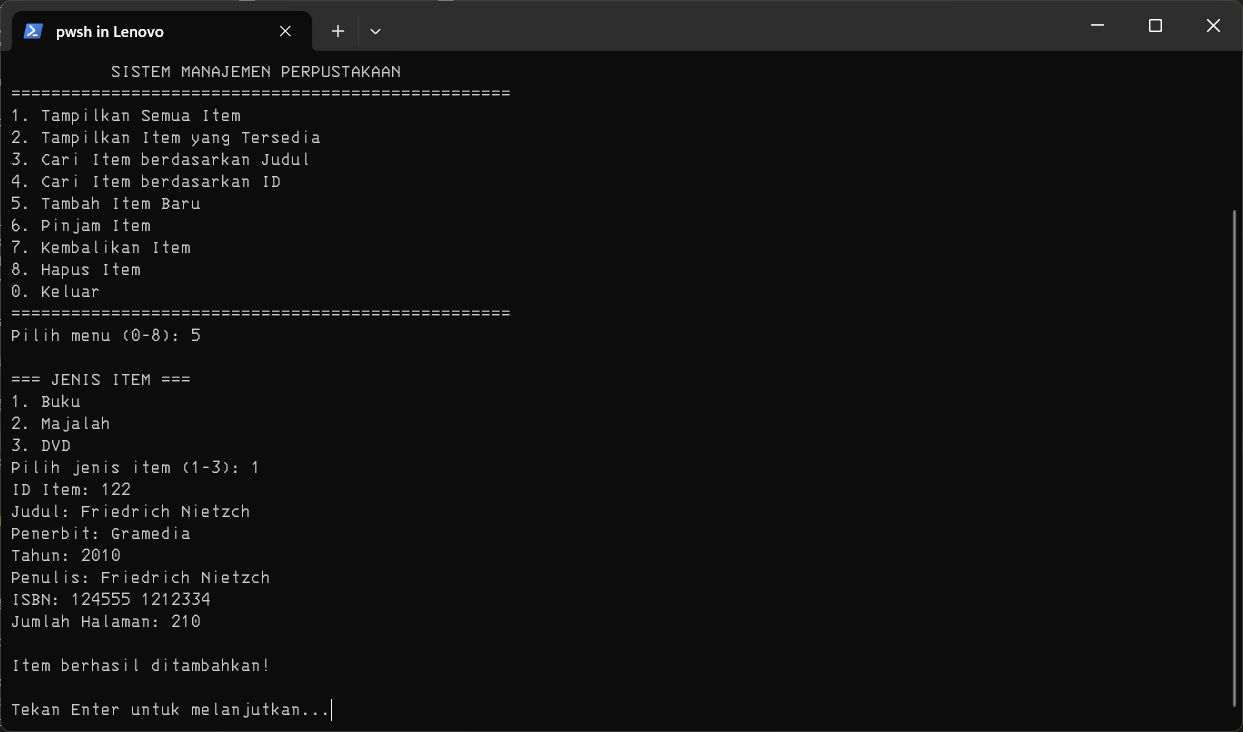 pwsh in Lenovo
SISTEM MANAJEMEN PERPUSTAKAAN
==================================================
1. Tampilkan Semua Item
2. Tampilkan Item yang Tersedia
3. Cari Item berdasarkan Judul
4. Cari Item berdasarkan ID
5. Tambah Item Baru
6. Pinjam Item
7. Kembalikan Item
8. Hapus Item
0. Keluar
==================================================
Pilih menu (0-8): 5
=== JENIS ITEM ===
1. Buku
2. Majalah
3. DVD
Pilih jenis item (1-3): 1
ID Item: 122
Judul: Friedrich Nietzch
Penerbit: Gramedia
Tahun: 2010
Penulis: Friedrich Nietzch
ISBN: 124555 1212334
Jumlah Halaman: 210
Item berhasil ditambahkan!
Tekan Enter untuk melanjutkan...